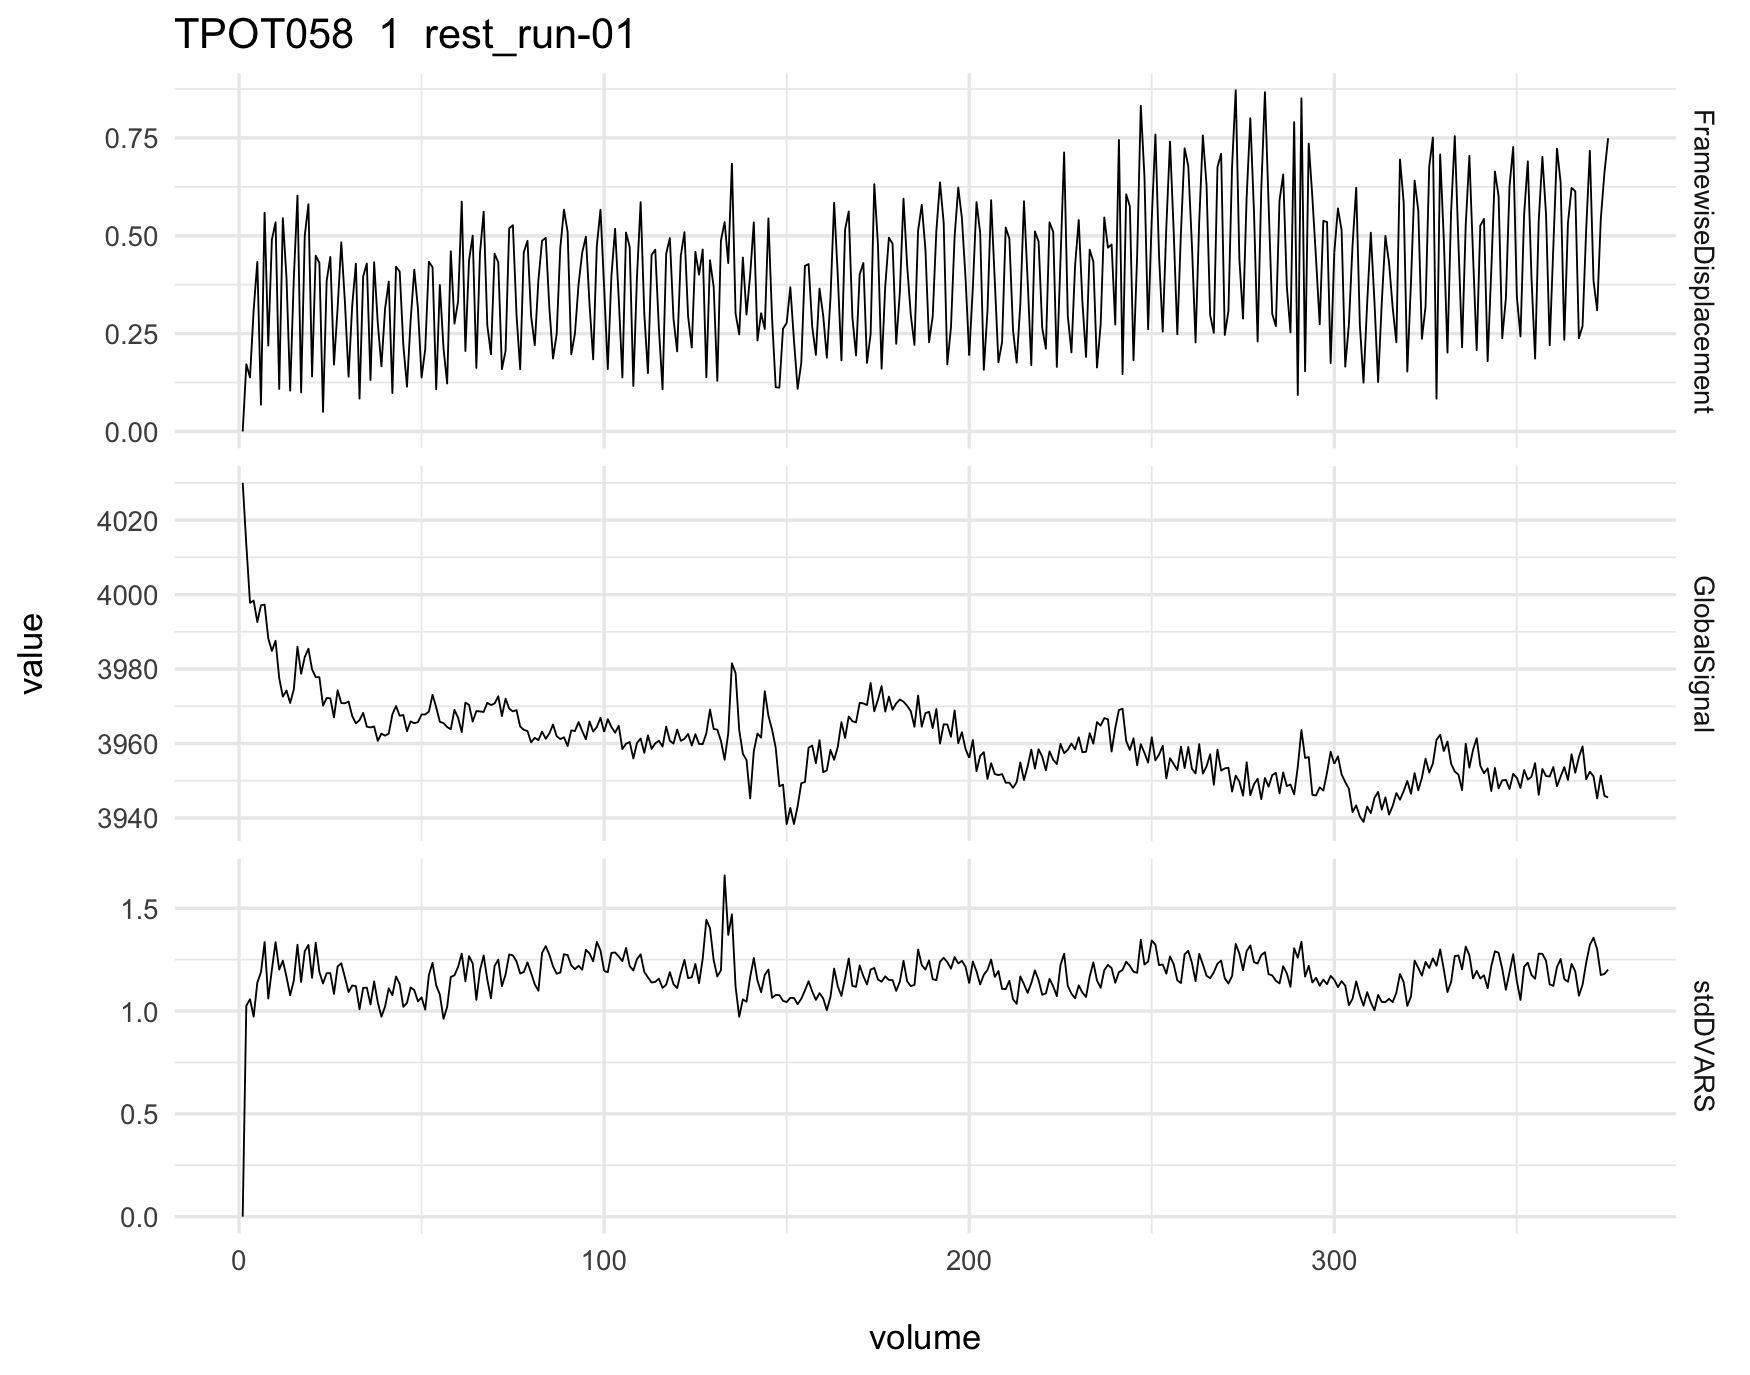 TPOT058 1 rest_run-01
0.75
0.50
0.25
0.00
FramewiseDisplacement
4020
4000
3980
3960
3940
GlobalSignal
value
1.5
1.0
0.5
0.0
stdDVARS
0 100 200 300
volume